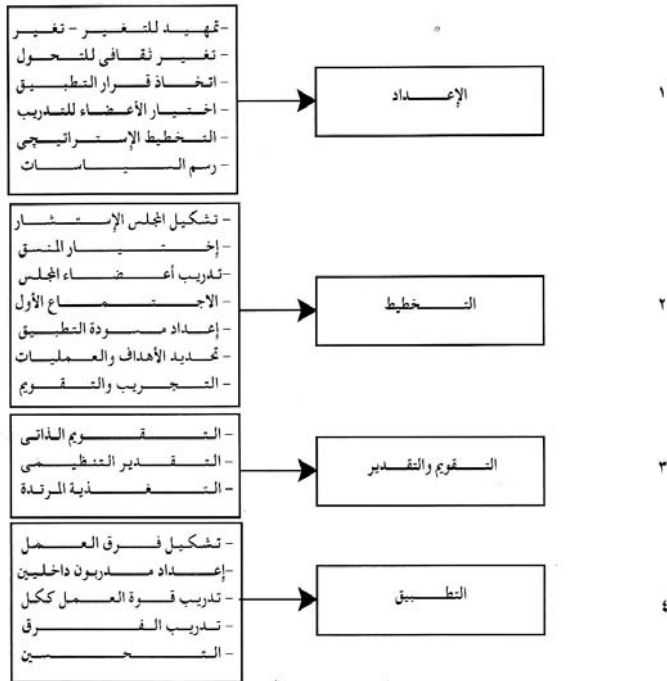 ١
الإعداد
- تمهيد للتغير - تغير
- تغير ثقافى للتحول
- اتخاذ قرار التطبيق
- اختيار الأعضاء للتدريب
- التخطيط الإستراتيچى
- رسم السياسات
٢
التخطيط
- تشكيل المجلس الإستشار
- إختيار المنسق
- تدريب أعضاء المجلس
- الاجتماع الأول
- إعداد مسودة التطبيق
- تحديد الأهداف والعمليات
- التجريب والتقويم
٣
التقويم والتقدير
- التقويم الذاتى
- التقدير التنظيمى
- التغذية المرتدة
٤
التطبيق
- تشكيل فرق العمل
- إعداد مدربون داخليين
- تدريب قوة العمل ككل
- تدريب الفرق
- التحسين